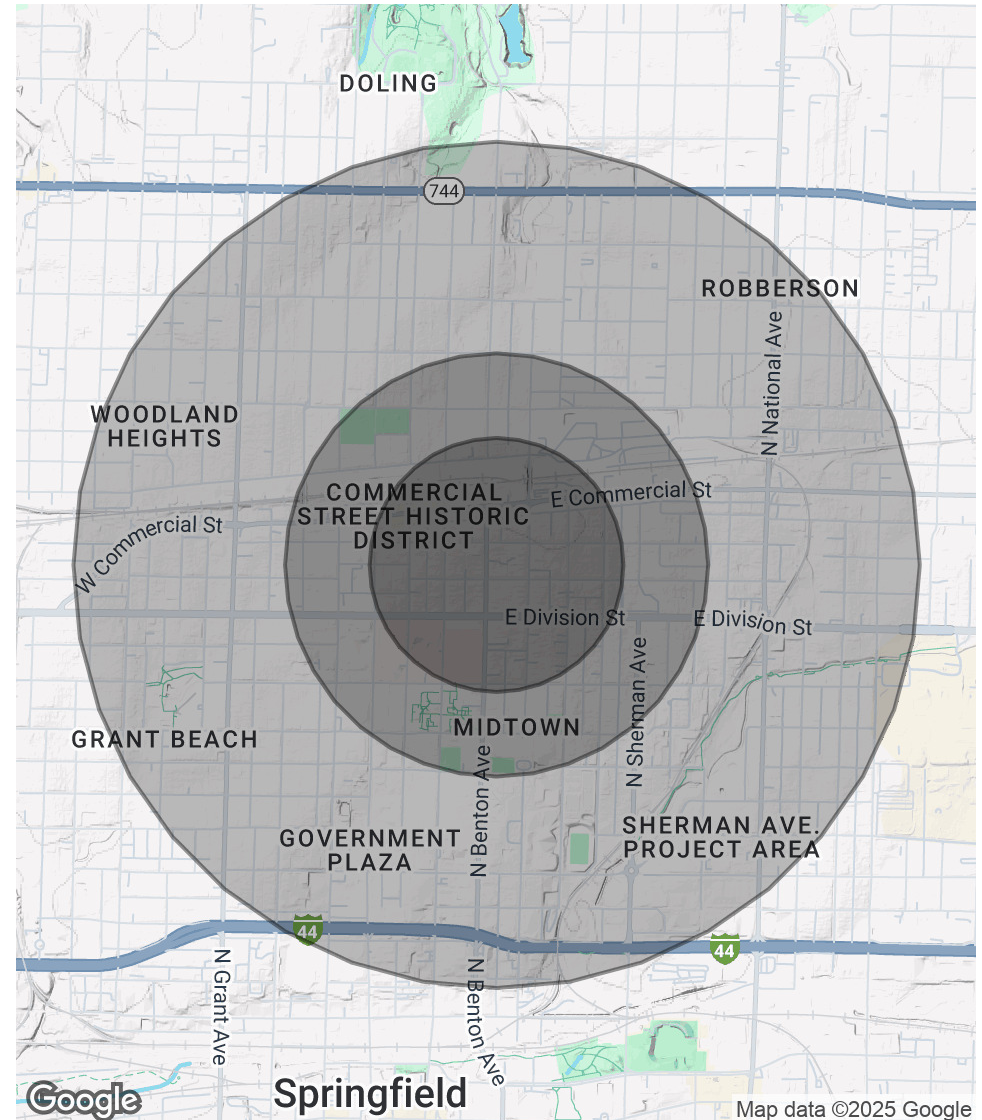 DOLING
744
ROBBERSON
N National Ave
WOODLAND
HEIGHTS
COMMERCIAL
STREET HISTORIC
DISTRICT
E Commercial St
W Commercial St
E Division St
E Division St
N Sherman Ave
MIDTOWN
GRANT BEACH
N Benton Ave
GOVERNMENT
PLAZA
SHERMAN AVE.
PROJECT AREA
44
44
N Grant Ave
N Benton Ave
Springfield
Google
Map data ©2025 Google